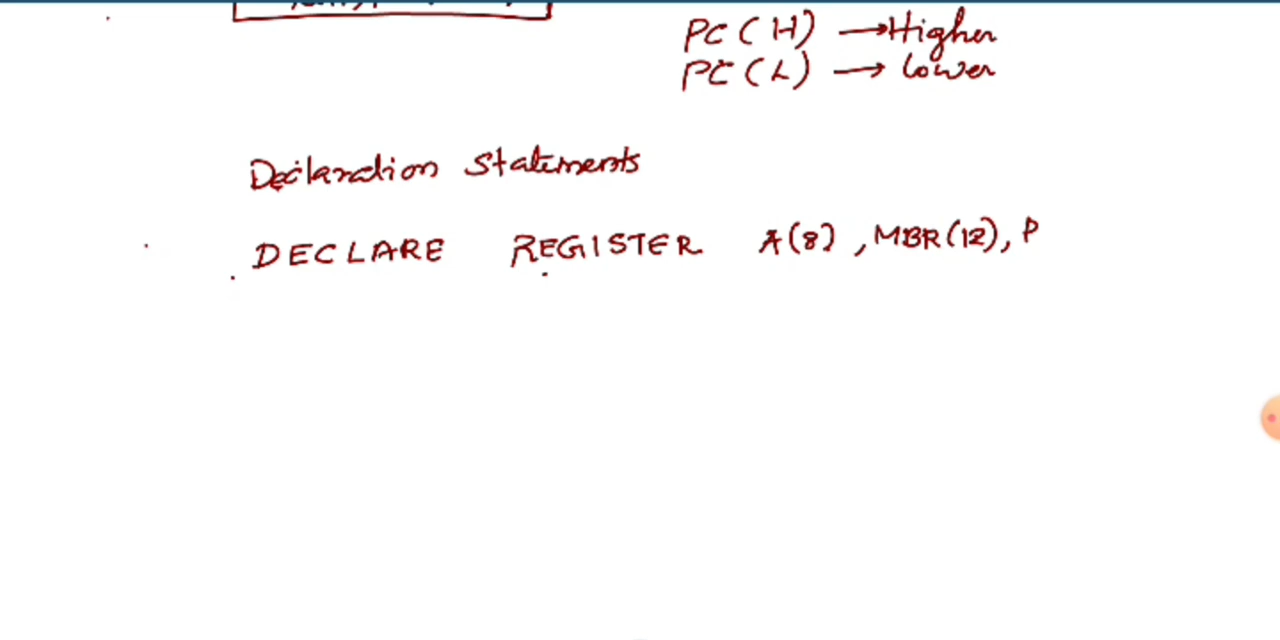 PC(H) → Higher
PC(L) → Lower
Declaration Statements
DECLARE REGISTER A(8), MBR(12), P